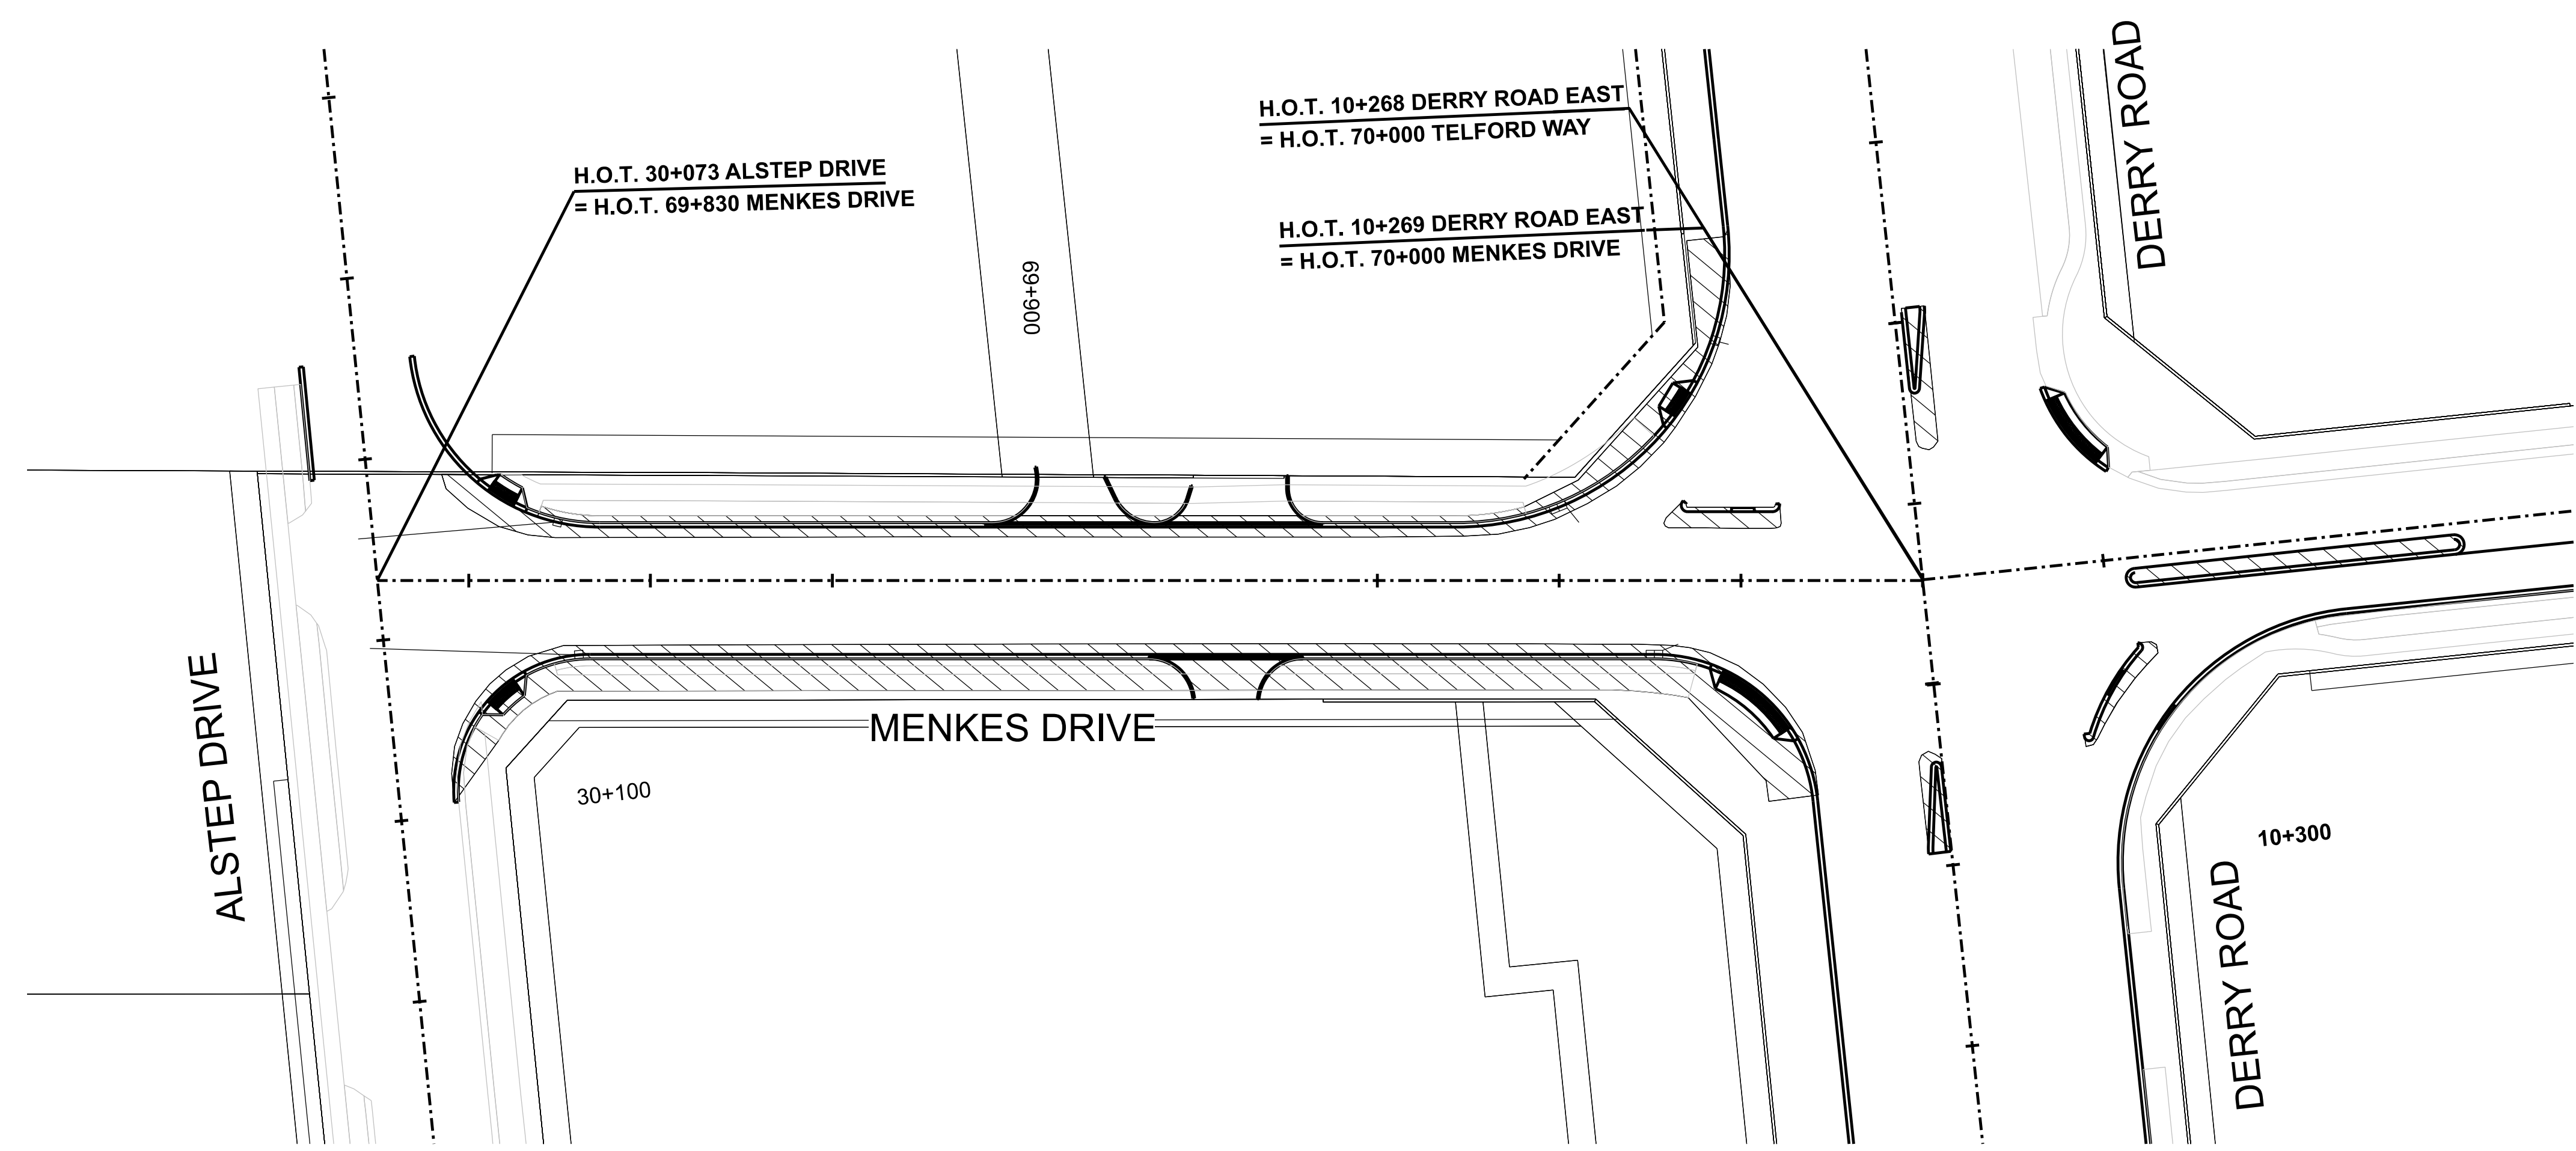 DERRY ROAD
H.O.T. 10+268 DERRY ROAD EAST
= H.O.T. 70+000 TELFORD WAY
H.O.T. 30+073 ALSTEP DRIVE
= H.O.T. 69+830 MENKES DRIVE
H.O.T. 10+269 DERRY ROAD EAST
= H.O.T. 70+000 MENKES DRIVE
69+900
MENKES DRIVE
ALSTEP DRIVE
30+100
10+300
DERRY ROAD